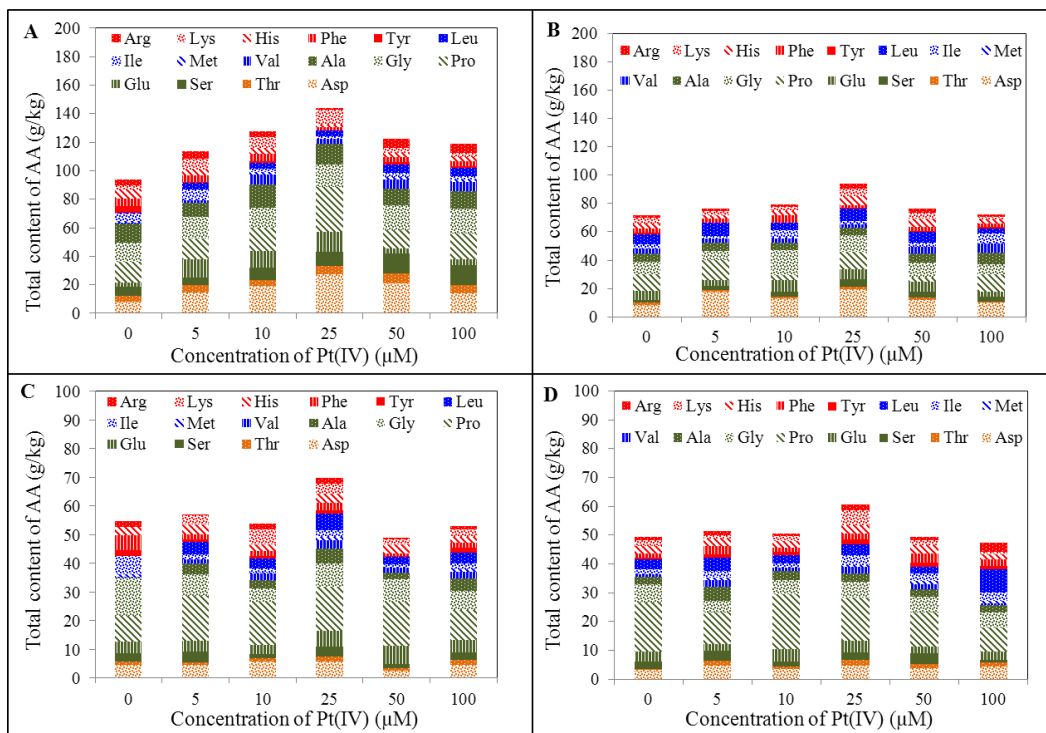 A
Total content of AA (g/kg)
200
180
160
140
120
100
80
60
40
20
0
Arg Lys His Phe Tyr Leu
Ile Met Val Ala Gly Pro
Glu Ser Thr Asp
0 5 10 25 50 100
Concentration of Pt(IV) (µM)
B
Total content of AA (g/kg)
200
180
160
140
120
100
80
60
40
20
0
Arg Lys His Phe Tyr Leu Ile Met
Val Ala Gly Pro Glu Ser Thr Asp
0 5 10 25 50 100
Concentration of Pt(IV) (µM)
C
Total content of AA (g/kg)
100
90
80
70
60
50
40
30
20
10
0
Arg Lys His Phe Tyr Leu
Ile Met Val Ala Gly Pro
Glu Ser Thr Asp
0 5 10 25 50 100
Concentration of Pt(IV) (µM)
D
Total content of AA (g/kg)
100
90
80
70
60
50
40
30
20
10
0
Arg Lys His Phe Tyr Leu Ile Met
Val Ala Gly Pro Glu Ser Thr Asp
0 5 10 25 50 100
Concentration of Pt(IV) (µM)